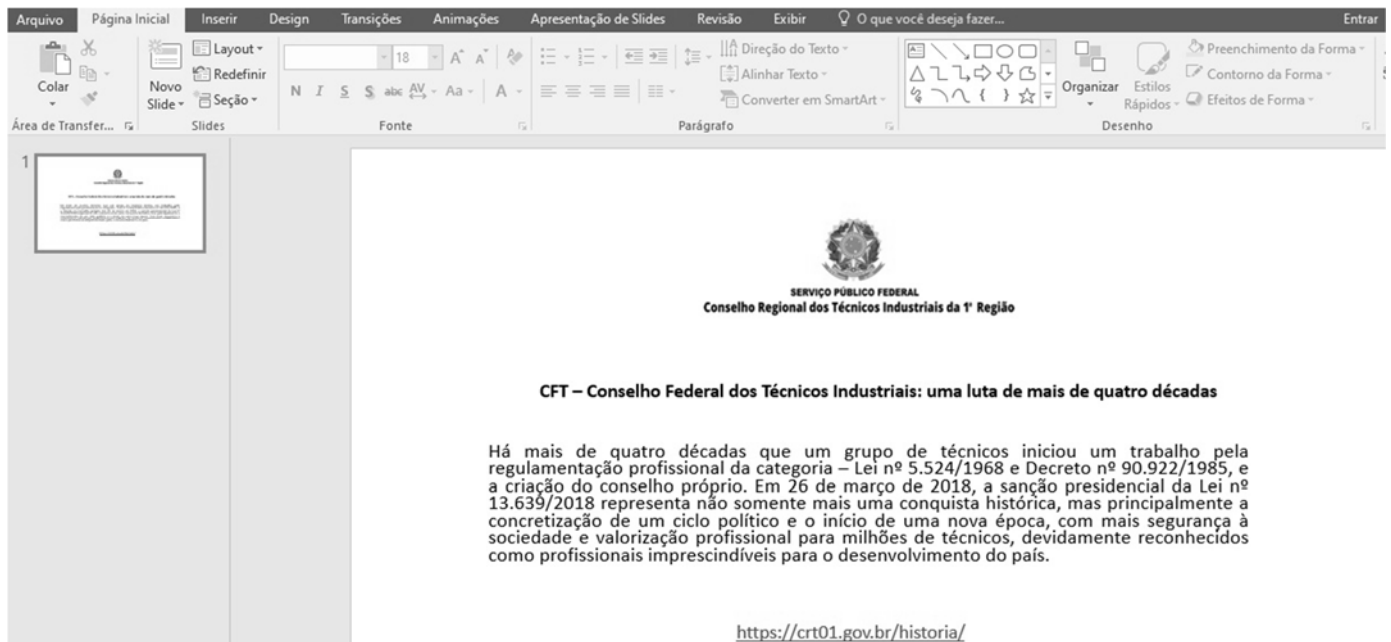 Arquivo Página Inicial Inserir Design Transições Animações Apresentação de Slides Revisão Exibir O que você deseja fazer... Entrar
Colar
Novo Slide
Layout
Redefinir
Seção
18
N I S S abc AV Aa A
Direção do Texto
Alinhar Texto
Converter em SmartArt
Organizar
Estilos Rápidos
Preenchimento da Forma
Contorno da Forma
Efeitos de Forma
Área de Transfer... Slides Fonte Parágrafo Desenho
1
SERVIÇO PÚBLICO FEDERAL
Conselho Regional dos Técnicos Industriais da 1ª Região
CFT – Conselho Federal dos Técnicos Industriais: uma luta de mais de quatro décadas
Há mais de quatro décadas que um grupo de técnicos iniciou um trabalho pela
regulamentação profissional da categoria – Lei nº 5.524/1968 e Decreto nº 90.922/1985, e
a criação do conselho próprio. Em 26 de março de 2018, a sanção presidencial da Lei nº
13.639/2018 representa não somente mais uma conquista histórica, mas principalmente a
concretização de um ciclo político e o início de uma nova época, com mais segurança à
sociedade e valorização profissional para milhões de técnicos, devidamente reconhecidos
como profissionais imprescindíveis para o desenvolvimento do país.
https://crt01.gov.br/historia/